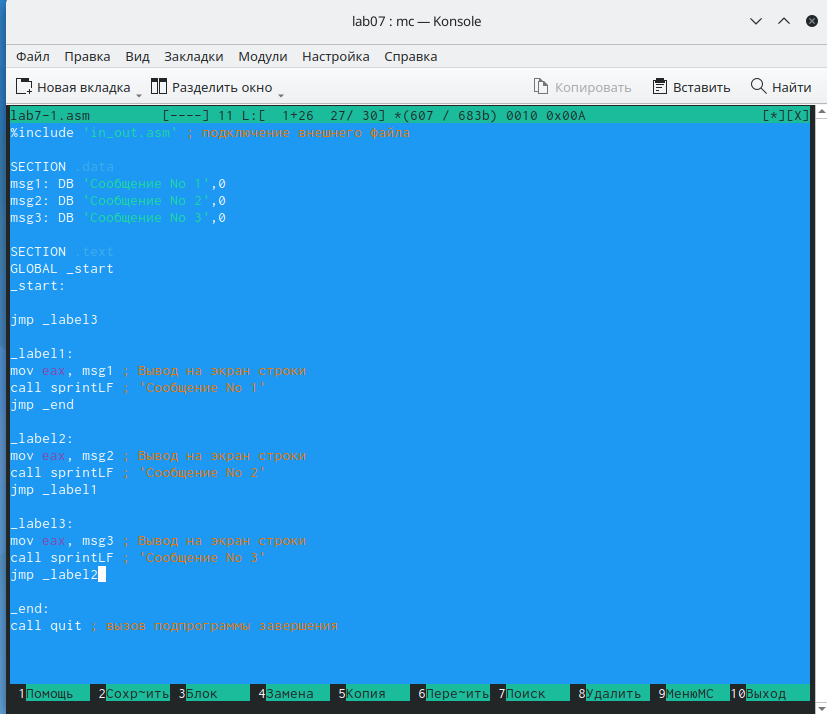 lab07 : mc — Konsole
Файл Правка Вид Закладки Модули Настройка Справка
Новая вкладка Разделить окно Копировать Вставить Найти
lab7-1.asm [----] 11 L:[ 1+26 27/ 30] *(607 / 683b) 0010 0x00A [*][X]
%include 'in_out.asm' ; подключение внешнего файла
SECTION .data
msg1: DB 'Сообщение No 1',0
msg2: DB 'Сообщение No 2',0
msg3: DB 'Сообщение No 3',0
SECTION .text
GLOBAL _start
_start:
jmp _label3
_label1:
mov eax, msg1 ; Вывод на экран строки
call sprintLF ; 'Сообщение No 1'
jmp _end
_label2:
mov eax, msg2 ; Вывод на экран строки
call sprintLF ; 'Сообщение No 2'
jmp _label1
_label3:
mov eax, msg3 ; Вывод на экран строки
call sprintLF ; 'Сообщение No 3'
jmp _label2
_end:
call quit ; вызов подпрограммы завершения
1Помощь 2Сохр~ить 3Блок 4Замена 5Копия 6Пере~ить 7Поиск 8Удалить 9МенюMC 10Выход